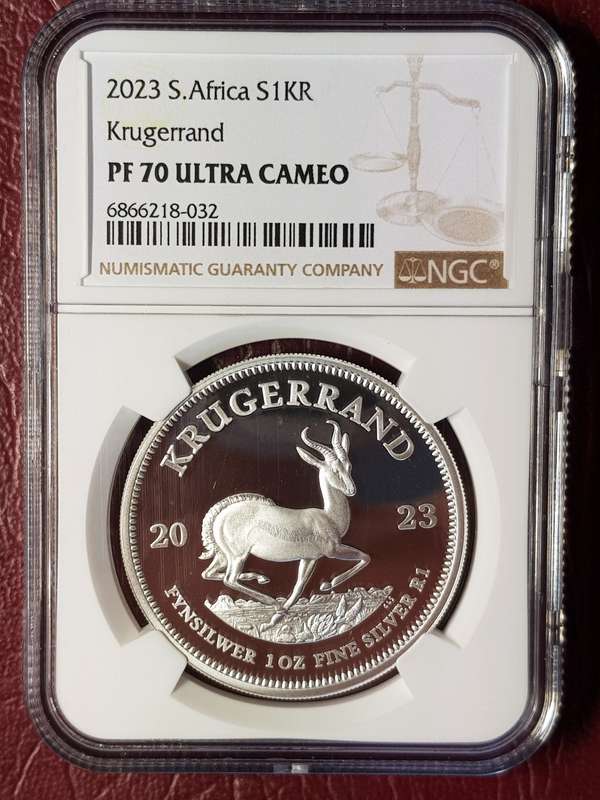 2023 S.Africa S1KR
Krugerrand
PF 70 ULTRA CAMEO
6866218-032
NUMISMATIC GUARANTY COMPANY
NGC®
KRUGERRAND
20 23
FYNSILWER 1 OZ FINE SILVER R1